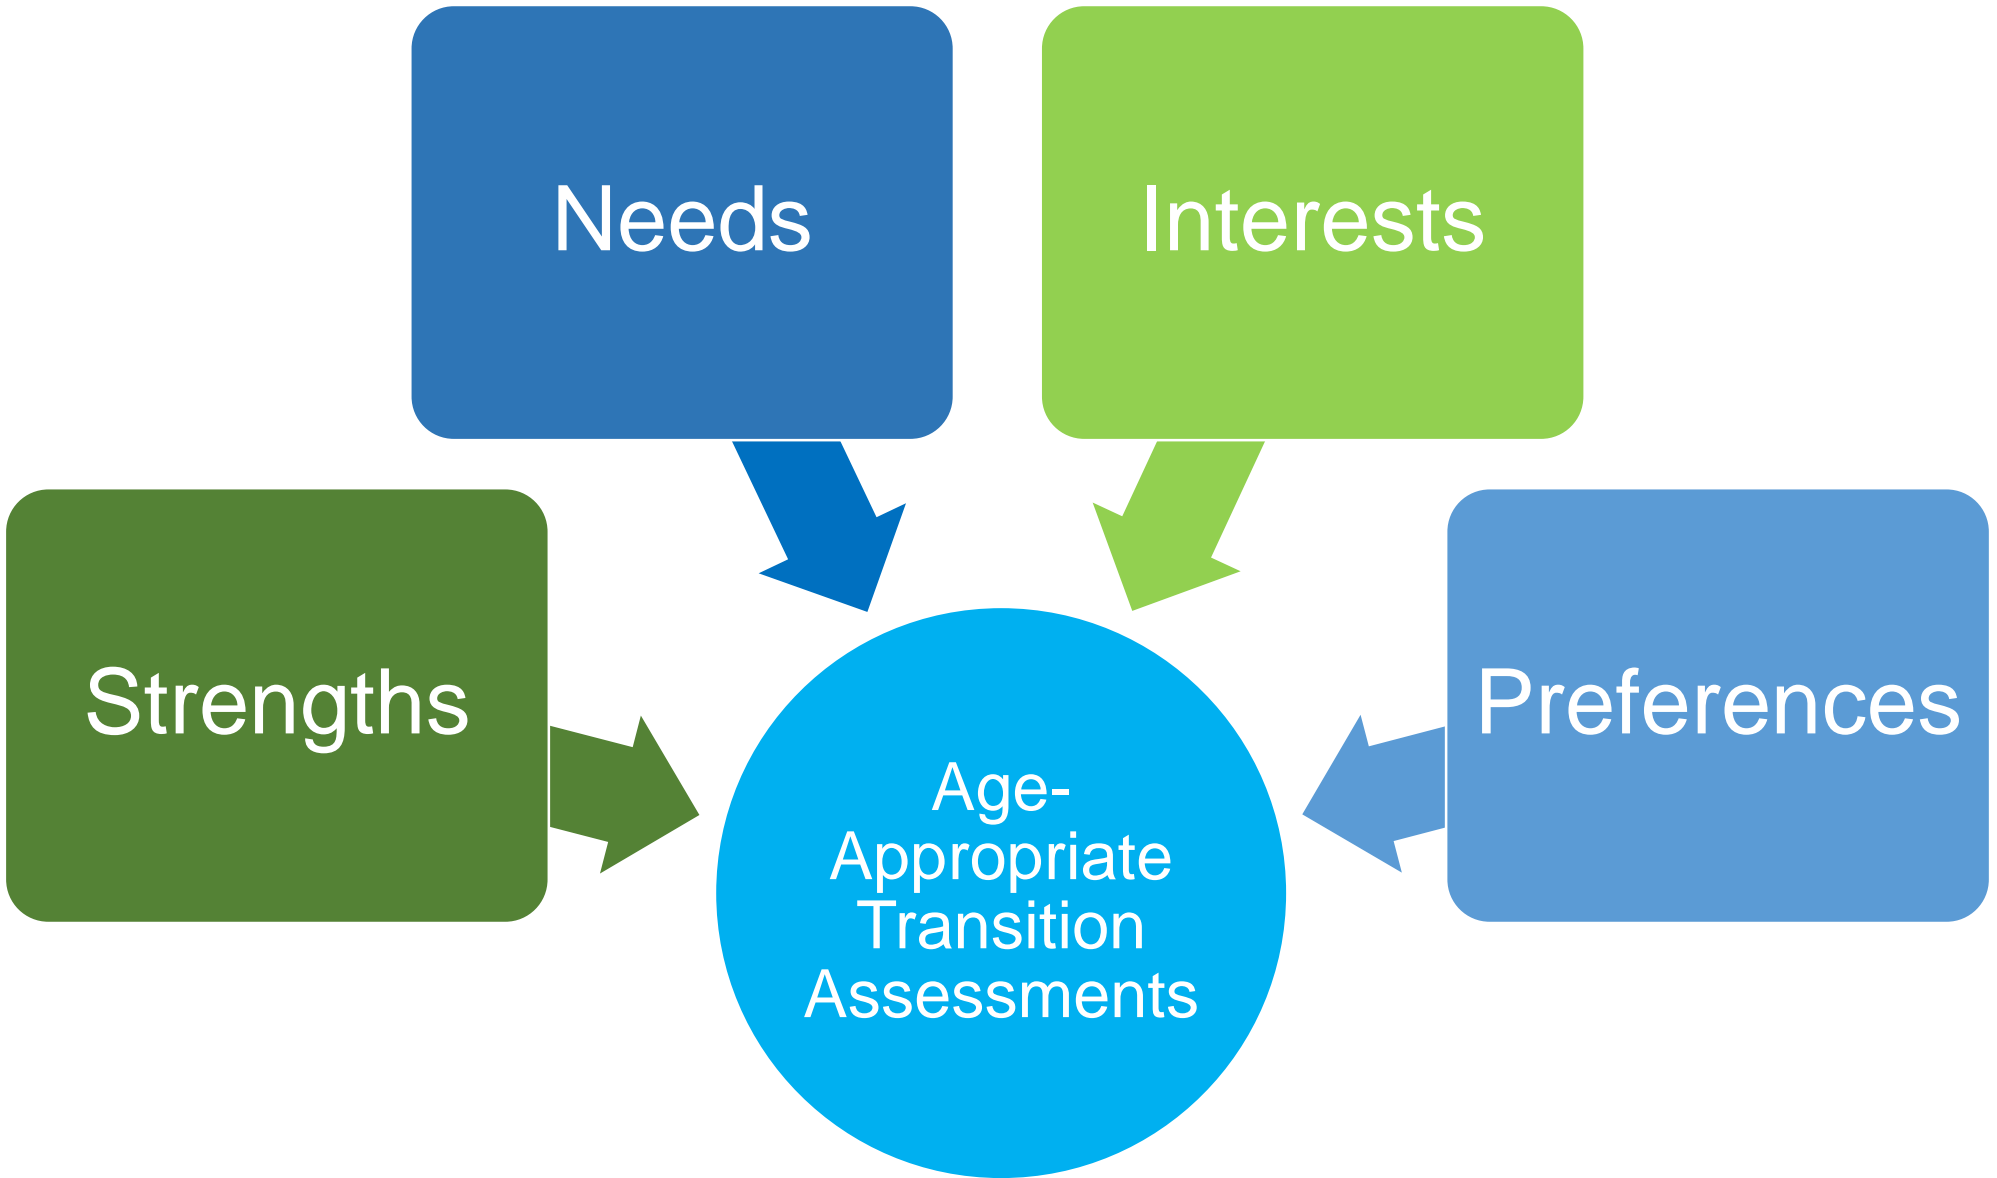 Needs
Interests
Strengths
Preferences
Age-
Appropriate
Transition
Assessments